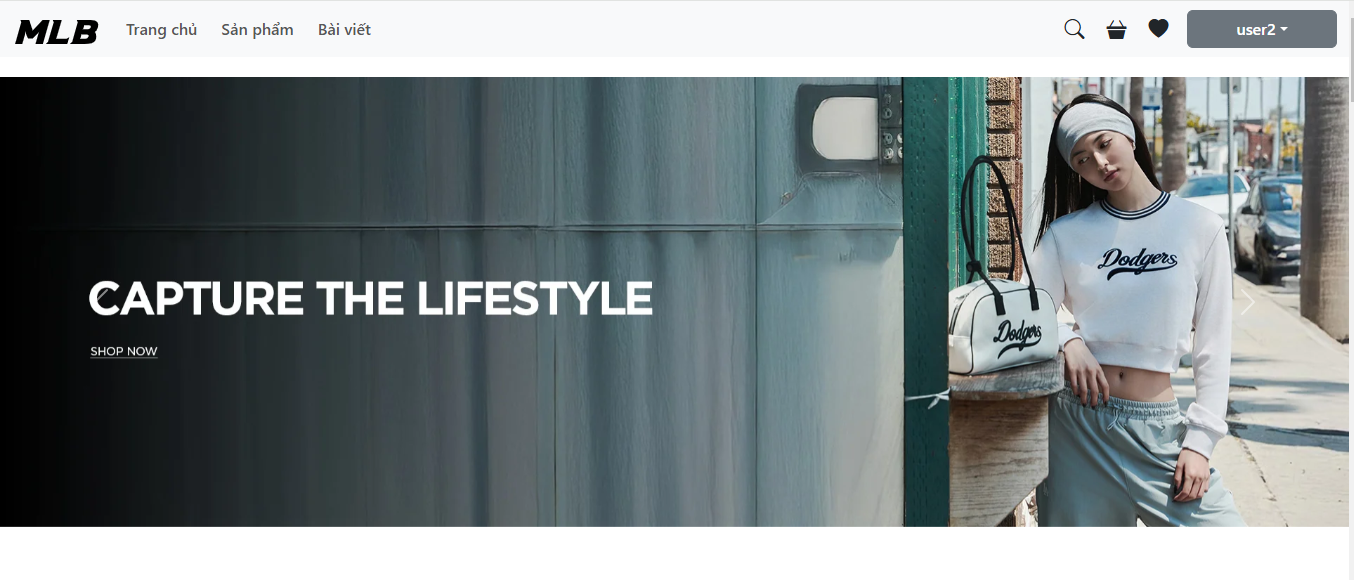 MLB
Trang chủ
Sản phẩm
Bài viết
user2
CAPTURE THE LIFESTYLE
SHOP NOW
Dodgers
Dodgers